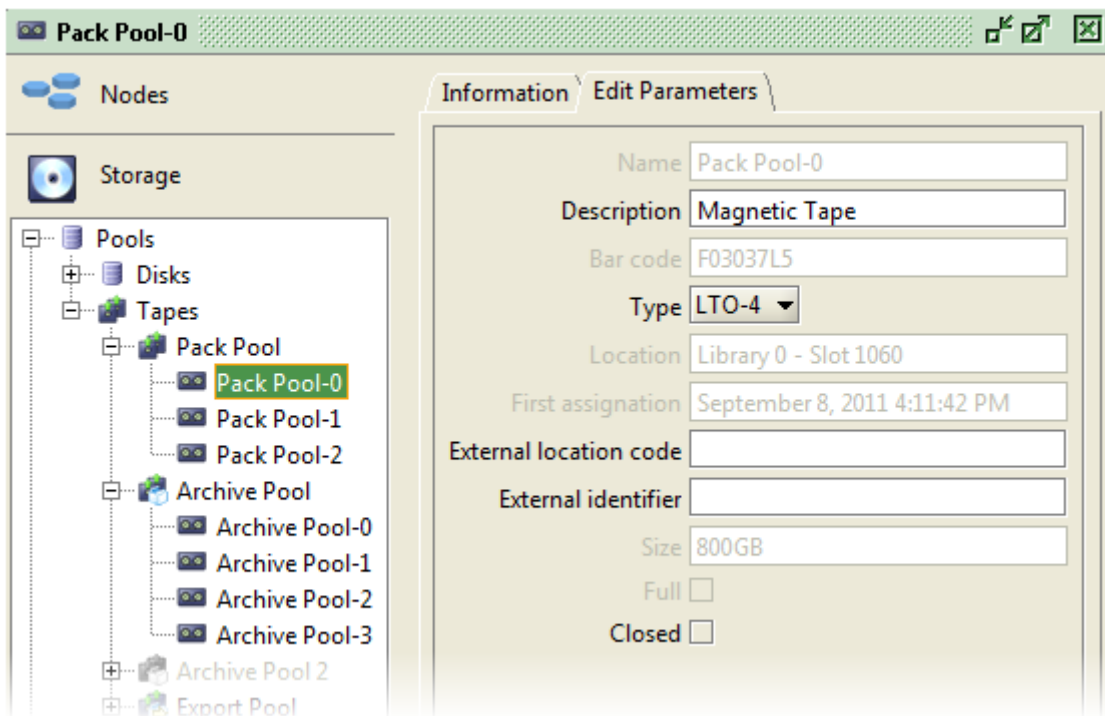 Pack Pool-0
Nodes
Storage
Pools
Disks
Tapes
Pack Pool
Pack Pool-0
Pack Pool-1
Pack Pool-2
Archive Pool
Archive Pool-0
Archive Pool-1
Archive Pool-2
Archive Pool-3
Archive Pool 2
Export Pool
Information Edit Parameters
Name Pack Pool-0
Description Magnetic Tape
Bar code F03037L5
Type LTO-4
Location Library 0 - Slot 1060
First assignation September 8, 2011 4:11:42 PM
External location code
External identifier
Size 800GB
Full
Closed